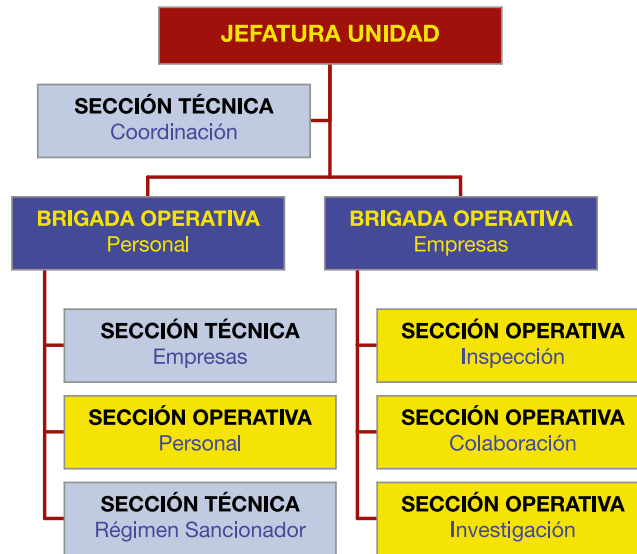 JEFATURA UNIDAD
SECCIÓN TÉCNICA
Coordinación
BRIGADA OPERATIVA
Personal
BRIGADA OPERATIVA
Empresas
SECCIÓN TÉCNICA
Empresas
SECCIÓN OPERATIVA
Personal
SECCIÓN TÉCNICA
Régimen Sancionador
SECCIÓN OPERATIVA
Inspección
SECCIÓN OPERATIVA
Colaboración
SECCIÓN OPERATIVA
Investigación